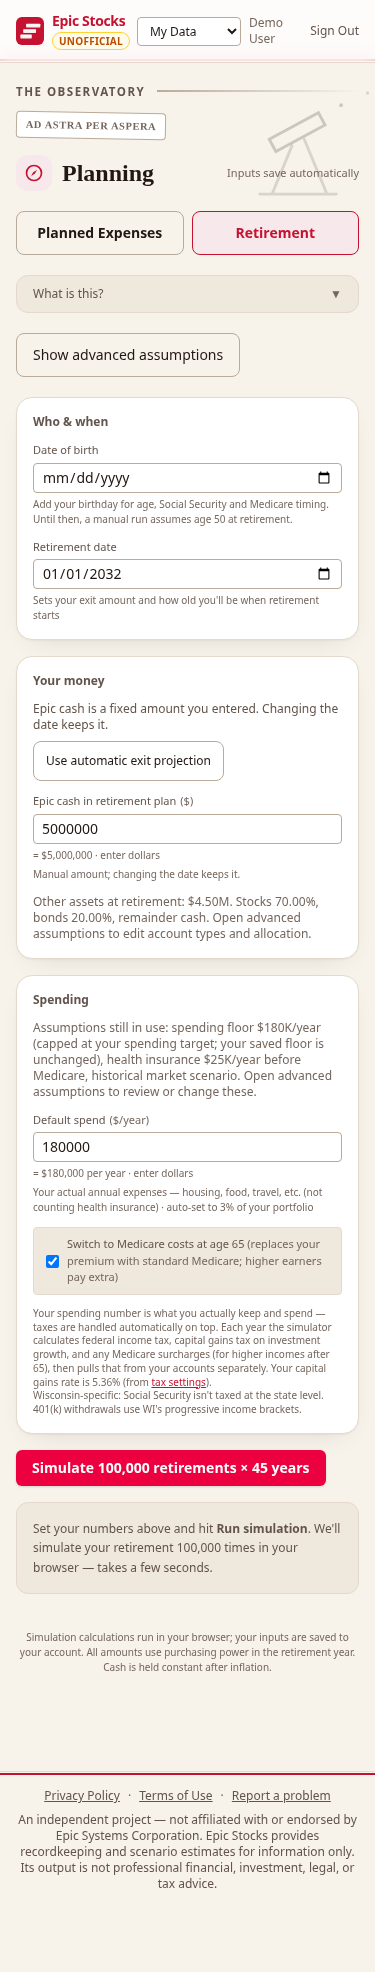 Epic Stocks
UNOFFICIAL
My Data
Demo User
Sign Out
THE OBSERVATORY
AD ASTRA PER ASPERA
Planning
Inputs save automatically
Planned Expenses
Retirement
What is this? ▼
Show advanced assumptions
Who & when
Date of birth
mm/dd/yyyy
Add your birthday for age, Social Security and Medicare timing.
Until then, a manual run assumes age 50 at retirement.
Retirement date
01/01/2032
Sets your exit amount and how old you'll be when retirement
starts
Your money
Epic cash is a fixed amount you entered. Changing the
date keeps it.
Use automatic exit projection
Epic cash in retirement plan ($)
5000000
= $5,000,000 · enter dollars
Manual amount; changing the date keeps it.
Other assets at retirement: $4.50M. Stocks 70.00%,
bonds 20.00%, remainder cash. Open advanced
assumptions to edit account types and allocation.
Spending
Assumptions still in use: spending floor $180K/year
(capped at your spending target; your saved floor is
unchanged), health insurance $25K/year before
Medicare, historical market scenario. Open advanced
assumptions to review or change these.
Default spend ($/year)
180000
= $180,000 per year · enter dollars
Your actual annual expenses — housing, food, travel, etc. (not
counting health insurance) · auto-set to 3% of your portfolio
Switch to Medicare costs at age 65 (replaces your
premium with standard Medicare; higher earners
pay extra)
Your spending number is what you actually keep and spend —
taxes are handled automatically on top. Each year the simulator
calculates federal income tax, capital gains tax on investment
growth, and any Medicare surcharges (for higher incomes after
65), then pulls that from your accounts separately. Your capital
gains rate is 5.36% (from tax settings).
Wisconsin-specific: Social Security isn't taxed at the state level.
401(k) withdrawals use WI's progressive income brackets.
Simulate 100,000 retirements × 45 years
Set your numbers above and hit Run simulation. We'll
simulate your retirement 100,000 times in your
browser — takes a few seconds.
Simulation calculations run in your browser; your inputs are saved to
your account. All amounts use purchasing power in the retirement year.
Cash is held constant after inflation.
Privacy Policy · Terms of Use · Report a problem
An independent project — not affiliated with or endorsed by
Epic Systems Corporation. Epic Stocks provides
recordkeeping and scenario estimates for information only.
Its output is not professional financial, investment, legal, or
tax advice.